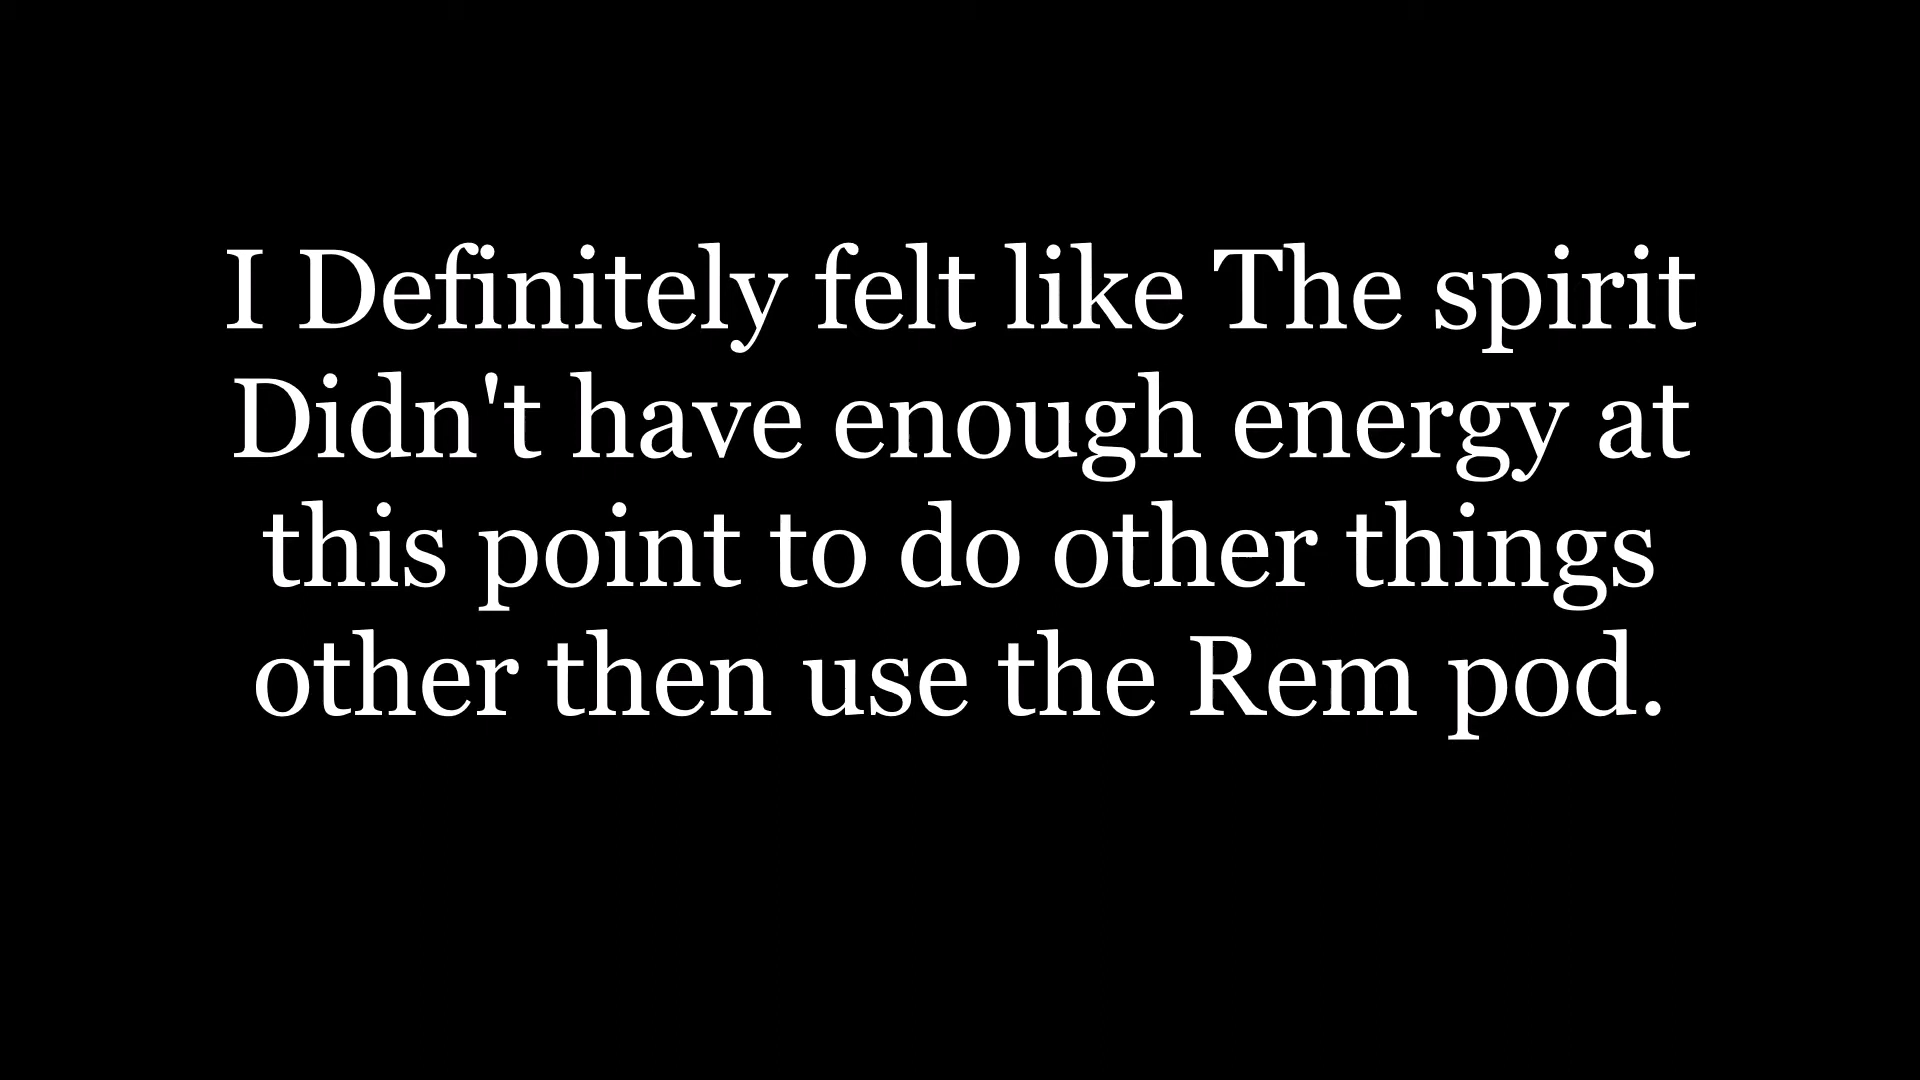 I Definitely felt like The spirit
Didn't have enough energy at
this point to do other things
other then use the Rem pod.